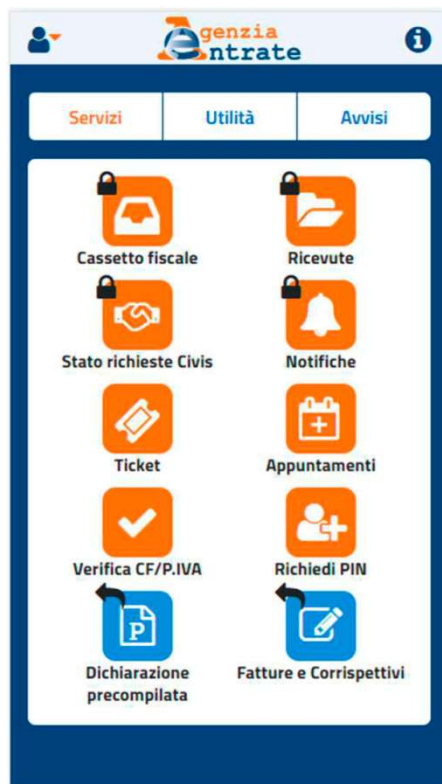 Agenzia
Entrate
Servizi Utilità Avvisi
Cassetto fiscale Ricevute
Stato richieste Civis Notifiche
Ticket Appuntamenti
Verifica CF/P.IVA Richiedi PIN
P
Dichiarazione Fatture e Corrispettivi
precompilata